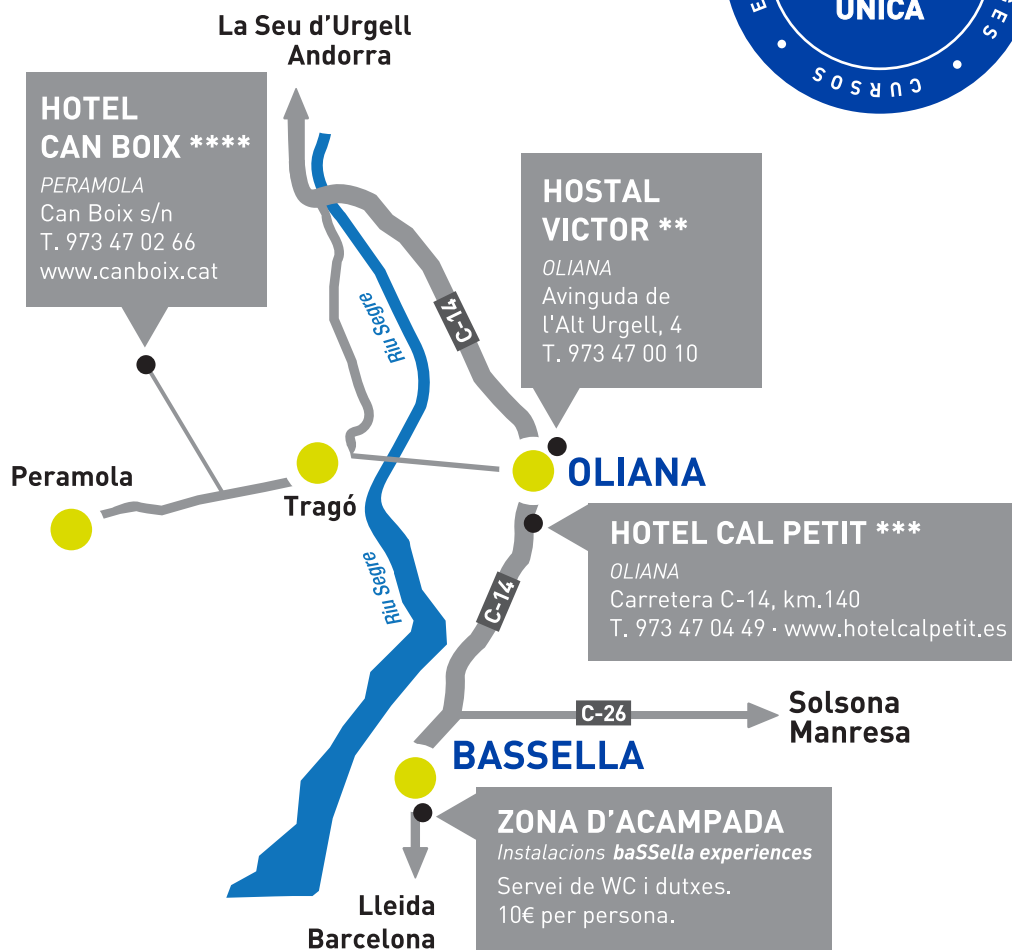 La Seu d'Urgell
Andorra
UNICA
CURSOS
HOTEL
CAN BOIX ****
PERAMOLA
Can Boix s/n
T. 973 47 02 66
www.canboix.cat
HOSTAL
VICTOR **
OLIANA
Avinguda de
l'Alt Urgell, 4
T. 973 47 00 10
Riu Segre
C-14
Peramola
Tragó
OLIANA
HOTEL CAL PETIT ***
OLIANA
Carretera C-14, km.140
T. 973 47 04 49 · www.hotelcalpetit.es
Riu Segre
C-14
C-26
Solsona
Manresa
BASSELLA
ZONA D'ACAMPADA
Instalacions baSSella experiences
Servei de WC i dutxes.
10€ per persona.
Lleida
Barcelona